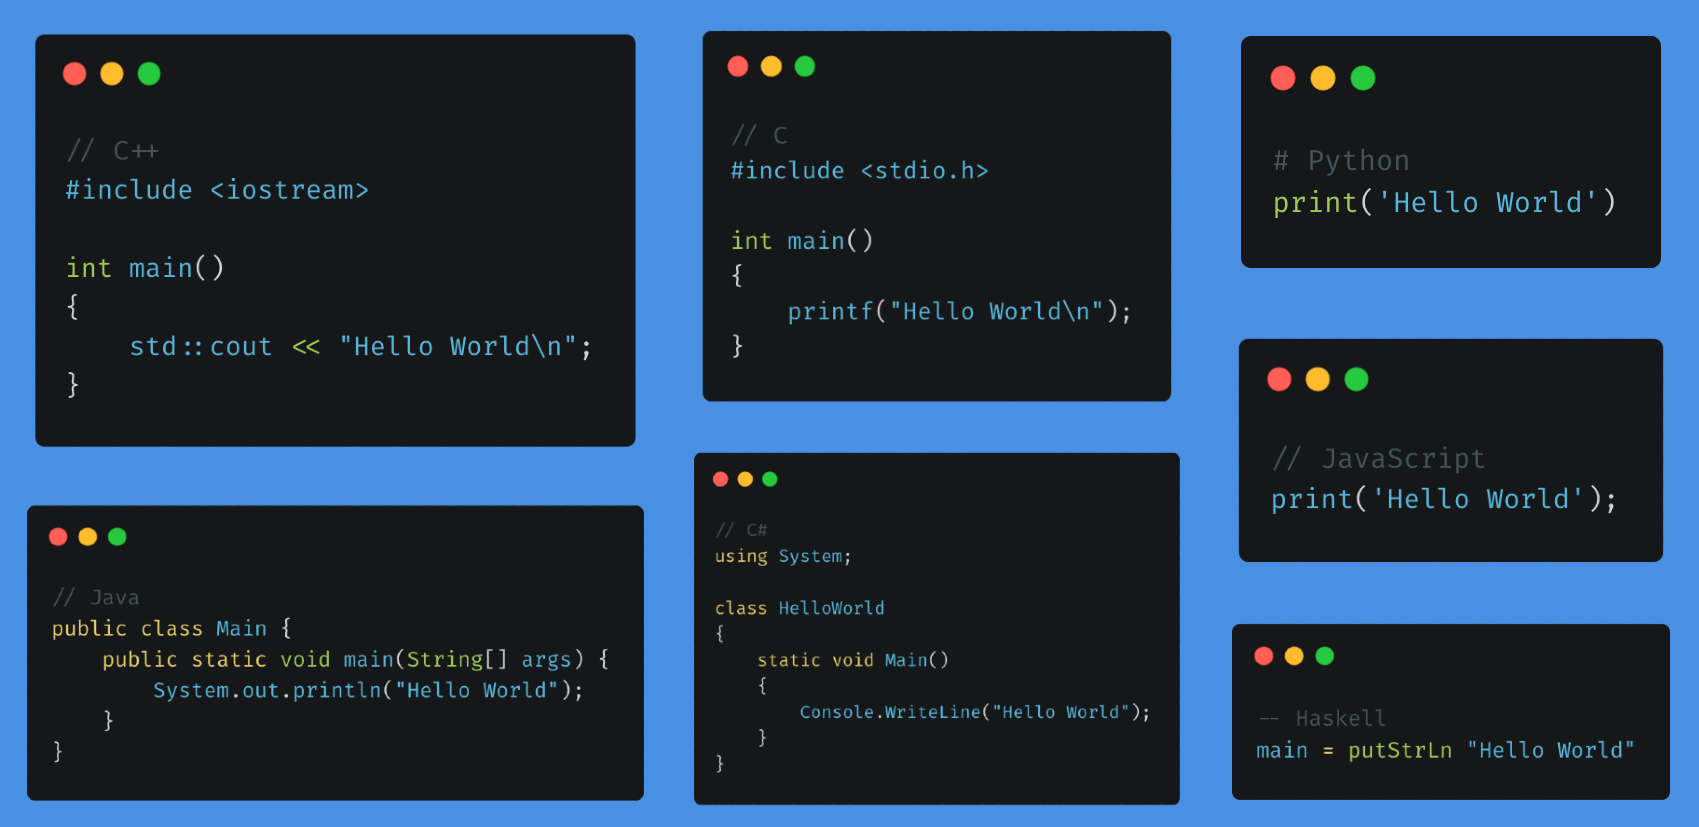 // C++
#include <iostream>
int main()
{
    std::cout << "Hello World\n";
}
// C
#include <stdio.h>
int main()
{
    printf("Hello World\n");
}
# Python
print('Hello World')
// JavaScript
print('Hello World');
// Java
public class Main {
    public static void main(String[] args) {
        System.out.println("Hello World");
    }
}
// C#
using System;
class HelloWorld
{
    static void Main()
    {
        Console.WriteLine("Hello World");
    }
}
-- Haskell
main = putStrLn "Hello World"